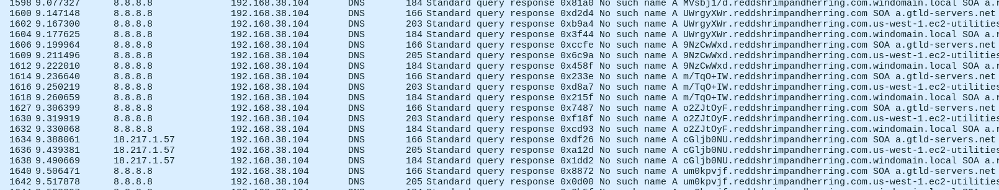 1598 9.077327 8.8.8.8 192.168.38.104 DNS 184 Standard query response 0x81a0 No such name A MVsbj1/d.reddshrimpandherring.com.windomain.local SOA a.r
1600 9.147148 8.8.8.8 192.168.38.104 DNS 166 Standard query response 0xd2d4 No such name A UWrgyXWr.reddshrimpandherring.com SOA a.gtld-servers.net
1602 9.167300 8.8.8.8 192.168.38.104 DNS 203 Standard query response 0xb9a4 No such name A UWrgyXWr.reddshrimpandherring.com.us-west-1.ec2-utilities
1604 9.177625 8.8.8.8 192.168.38.104 DNS 184 Standard query response 0x3f44 No such name A UWrgyXWr.reddshrimpandherring.com.windomain.local SOA a.r
1606 9.199964 8.8.8.8 192.168.38.104 DNS 166 Standard query response 0xccfe No such name A 9NzCwWxd.reddshrimpandherring.com SOA a.gtld-servers.net
1609 9.211496 8.8.8.8 192.168.38.104 DNS 205 Standard query response 0x6c9a No such name A 9NzCwWxd.reddshrimpandherring.com.us-west-1.ec2-utilities
1612 9.222010 8.8.8.8 192.168.38.104 DNS 184 Standard query response 0x458f No such name A 9NzCwWxd.reddshrimpandherring.com.windomain.local SOA a.r
1614 9.236640 8.8.8.8 192.168.38.104 DNS 166 Standard query response 0x233e No such name A m/TqO+IW.reddshrimpandherring.com SOA a.gtld-servers.net
1616 9.250219 8.8.8.8 192.168.38.104 DNS 203 Standard query response 0xd8a7 No such name A m/TqO+IW.reddshrimpandherring.com.us-west-1.ec2-utilities
1618 9.260659 8.8.8.8 192.168.38.104 DNS 184 Standard query response 0x215f No such name A m/TqO+IW.reddshrimpandherring.com.windomain.local SOA a.r
1627 9.306399 8.8.8.8 192.168.38.104 DNS 166 Standard query response 0x7487 No such name A o2ZJtOyF.reddshrimpandherring.com SOA a.gtld-servers.net
1630 9.319919 8.8.8.8 192.168.38.104 DNS 203 Standard query response 0xf18f No such name A o2ZJtOyF.reddshrimpandherring.com.us-west-1.ec2-utilities
1632 9.330068 8.8.8.8 192.168.38.104 DNS 184 Standard query response 0xcd93 No such name A o2ZJtOyF.reddshrimpandherring.com.windomain.local SOA a.r
1634 9.388061 18.217.1.57 192.168.38.104 DNS 166 Standard query response 0xdf26 No such name A cGljb0NU.reddshrimpandherring.com SOA a.gtld-servers.net
1636 9.439381 18.217.1.57 192.168.38.104 DNS 205 Standard query response 0xa12d No such name A cGljb0NU.reddshrimpandherring.com.us-west-1.ec2-utilities
1638 9.490669 18.217.1.57 192.168.38.104 DNS 184 Standard query response 0x1dd2 No such name A cGljb0NU.reddshrimpandherring.com.windomain.local SOA a.r
1640 9.506471 8.8.8.8 192.168.38.104 DNS 166 Standard query response 0x8872 No such name A um0kpvjf.reddshrimpandherring.com SOA a.gtld-servers.net
1642 9.517878 8.8.8.8 192.168.38.104 DNS 205 Standard query response 0x0d00 No such name A um0kpvjf.reddshrimpandherring.com.us-west-1.ec2-utilities